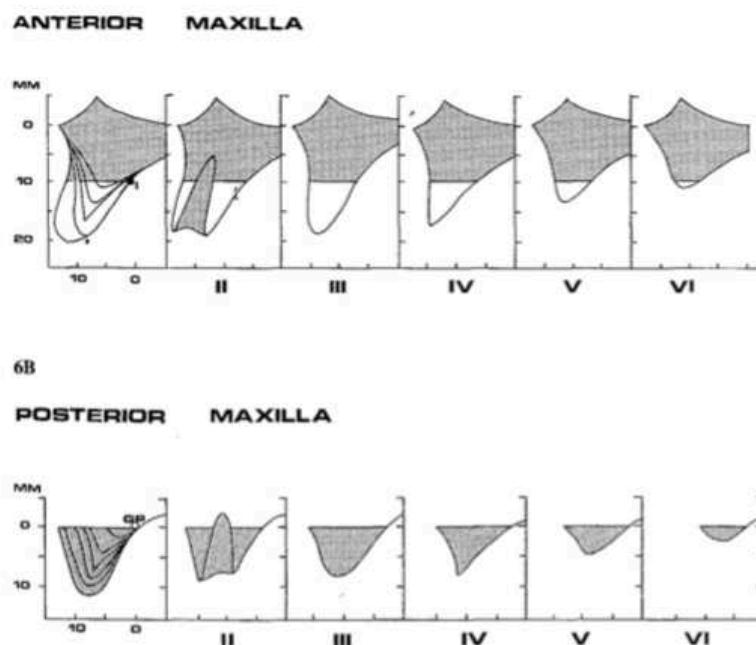 ANTERIOR MAXILLA
MM
0
10
20
10 0
II III IV V VI
6B
POSTERIOR MAXILLA
MM
GP
0
10
10 0
II III IV V VI